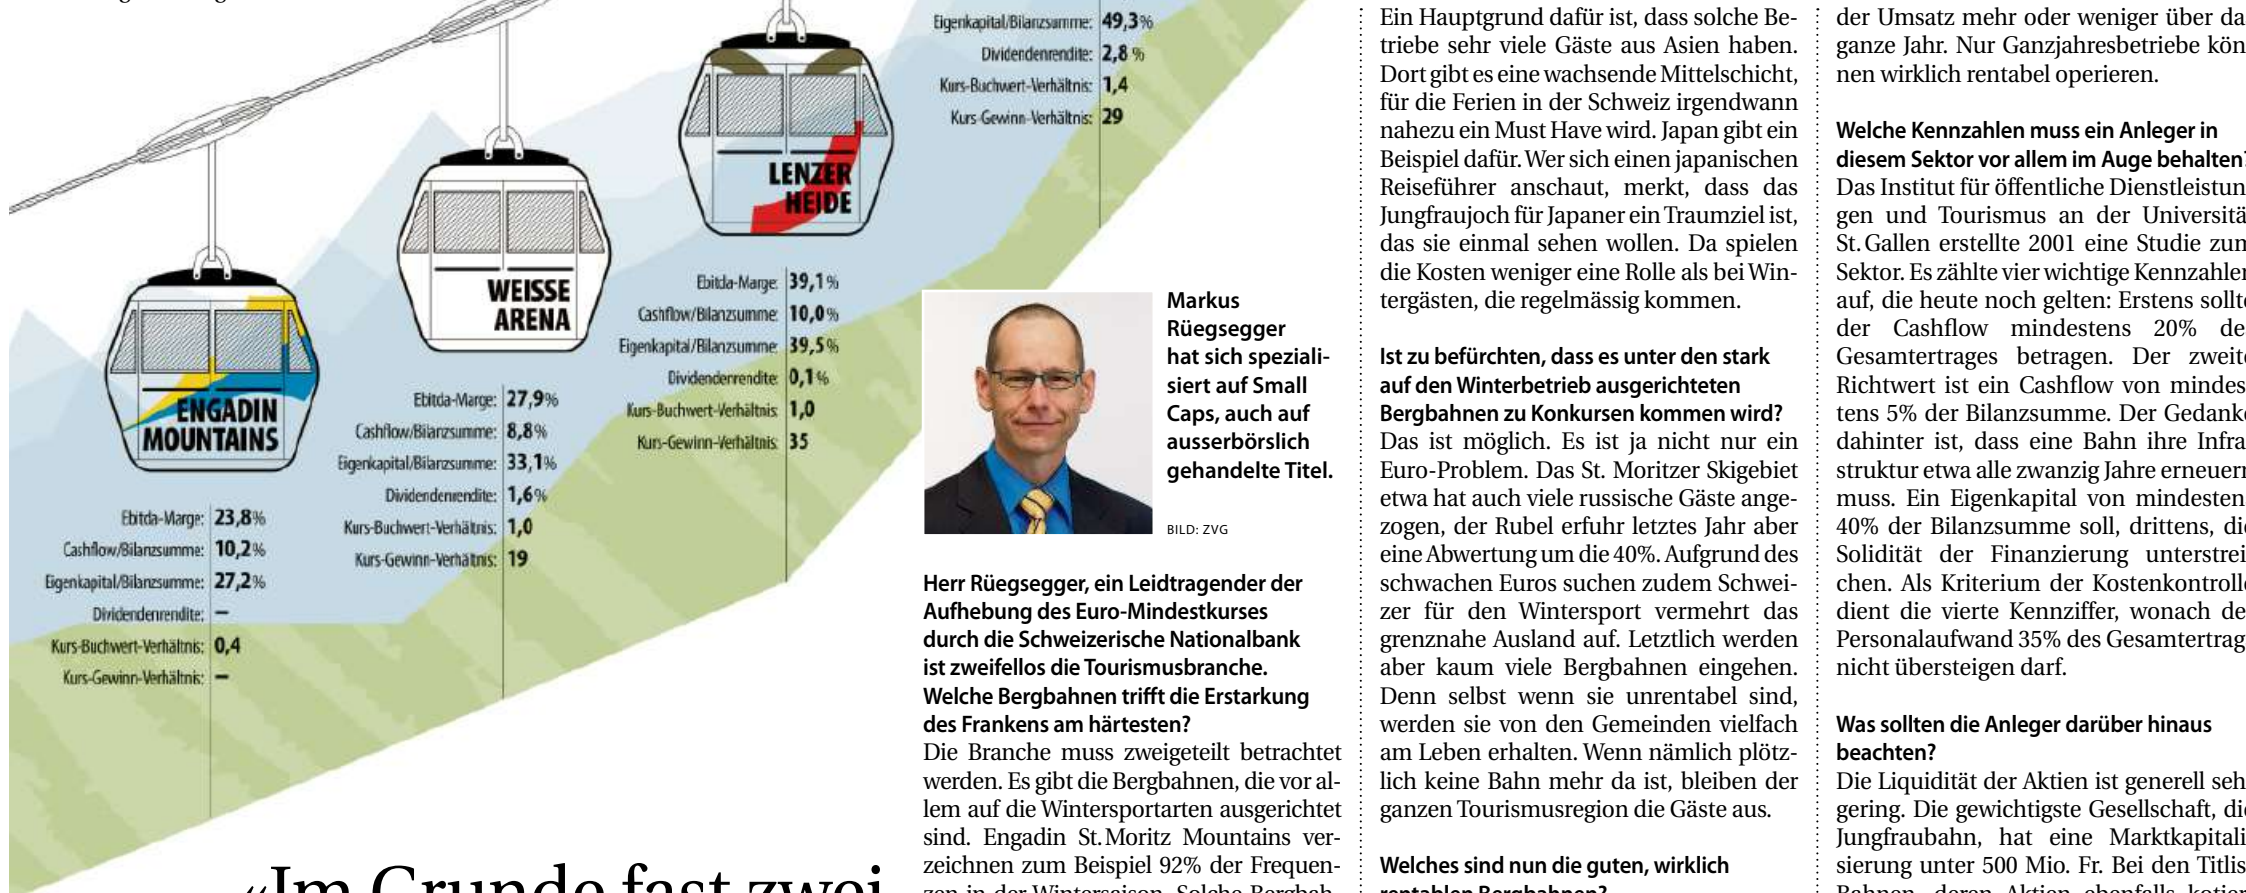 ENGADIN
MOUNTAINS
Ebitda-Marge: 23,8%
Cashflow/Bilanzsumme: 10,2%
Eigenkapital/Bilanzsumme: 27,2%
Dividendenrendite: –
Kurs-Buchwert-Verhältnis: 0,4
Kurs-Gewinn-Verhältnis: –
WEISSE
ARENA
Ebitda-Marge: 27,9%
Cashflow/Bilanzsumme: 8,8%
Eigenkapital/Bilanzsumme: 33,1%
Dividendenrendite: 1,6%
Kurs-Buchwert-Verhältnis: 1,0
Kurs-Gewinn-Verhältnis: 19
LENZER
HEIDE
Ebitda-Marge: 39,1%
Cashflow/Bilanzsumme: 10,0%
Eigenkapital/Bilanzsumme: 39,5%
Dividendenrendite: 0,1%
Kurs-Buchwert-Verhältnis: 1,0
Kurs-Gewinn-Verhältnis: 35
Eigenkapital/Bilanzsumme: 49,3%
Dividendenrendite: 2,8%
Kurs-Buchwert-Verhältnis: 1,4
Kurs-Gewinn-Verhältnis: 29
«Im Grunde fast zwei
Markus
Rüegsegger
hat sich speziali-
siert auf Small
Caps, auch auf
ausserbörslich
gehandelte Titel.
BILD: ZVG
Herr Rüegsegger, ein Leidtragender der
Aufhebung des Euro-Mindestkurses
durch die Schweizerische Nationalbank
ist zweifellos die Tourismusbranche.
Welche Bergbahnen trifft die Erstarkung
des Frankens am härtesten?
Die Branche muss zweigeteilt betrachtet
werden. Es gibt die Bergbahnen, die vor al-
lem auf die Wintersportarten ausgerichtet
sind. Engadin St. Moritz Mountains ver-
zeichnen zum Beispiel 92% der Frequen-
zen in der Wintersaison. Solche Bergbah-
Ein Hauptgrund dafür ist, dass solche Be-
triebe sehr viele Gäste aus Asien haben.
Dort gibt es eine wachsende Mittelschicht,
für die Ferien in der Schweiz irgendwann
nahezu ein Must Have wird. Japan gibt ein
Beispiel dafür. Wer sich einen japanischen
Reiseführer anschaut, merkt, dass das
Jungfraujoch für Japaner ein Traumziel ist,
das sie einmal sehen wollen. Da spielen
die Kosten weniger eine Rolle als bei Win-
tergästen, die regelmässig kommen.
Ist zu befürchten, dass es unter den stark
auf den Winterbetrieb ausgerichteten
Bergbahnen zu Konkursen kommen wird?
Das ist möglich. Es ist ja nicht nur ein
Euro-Problem. Das St. Moritzer Skigebiet
etwa hat auch viele russische Gäste ange-
zogen, der Rubel erfuhr letztes Jahr aber
eine Abwertung um die 40%. Aufgrund des
schwachen Euros suchen zudem Schwei-
zer für den Wintersport vermehrt das
grenznahe Ausland auf. Letztlich werden
aber kaum viele Bergbahnen eingehen.
Denn selbst wenn sie unrentabel sind,
werden sie von den Gemeinden vielfach
am Leben erhalten. Wenn nämlich plötz-
lich keine Bahn mehr da ist, bleiben der
ganzen Tourismusregion die Gäste aus.
Welches sind nun die guten, wirklich
rentablen Bergbahnen?
der Umsatz mehr oder weniger über da
ganze Jahr. Nur Ganzjahresbetriebe kön
nen wirklich rentabel operieren.
Welche Kennzahlen muss ein Anleger in
diesem Sektor vor allem im Auge behalten?
Das Institut für öffentliche Dienstleistun
gen und Tourismus an der Universitä
St. Gallen erstellte 2001 eine Studie zum
Sektor. Es zählte vier wichtige Kennzahlen
auf, die heute noch gelten: Erstens sollte
der Cashflow mindestens 20% de
Gesamtertrages betragen. Der zweite
Richtwert ist ein Cashflow von mindes
tens 5% der Bilanzsumme. Der Gedanke
dahinter ist, dass eine Bahn ihre Infra
struktur etwa alle zwanzig Jahre erneuern
muss. Ein Eigenkapital von mindesten
40% der Bilanzsumme soll, drittens, die
Solidität der Finanzierung unterstrei
chen. Als Kriterium der Kostenkontrolle
dient die vierte Kennziffer, wonach de
Personalaufwand 35% des Gesamtertrag
nicht übersteigen darf.
Was sollten die Anleger darüber hinaus
beachten?
Die Liquidität der Aktien ist generell seh
gering. Die gewichtigste Gesellschaft, die
Jungfraubahn, hat eine Marktkapitali
sierung unter 500 Mio. Fr. Bei den Titlis
Bahnen, deren Aktien ebenfalls kotier